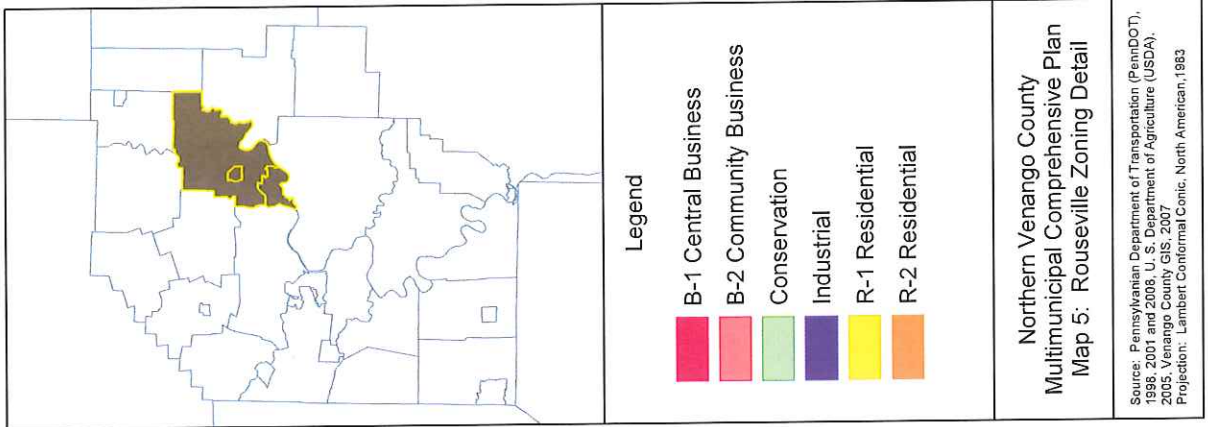 Legend
B-1 Central Business
B-2 Community Business
Conservation
Industrial
R-1 Residential
R-2 Residential
Northern Venango County
Multimunicipal Comprehensive Plan
Map 5: Rouseville Zoning Detail
Source: Pennsylvanian Department of Transportation (PennDOT),
1998, 2001 and 2008, U. S. Department of Agriculture (USDA),
2005, Venango County GIS, 2007
Projection: Lambert Conformal Conic, North American,1983